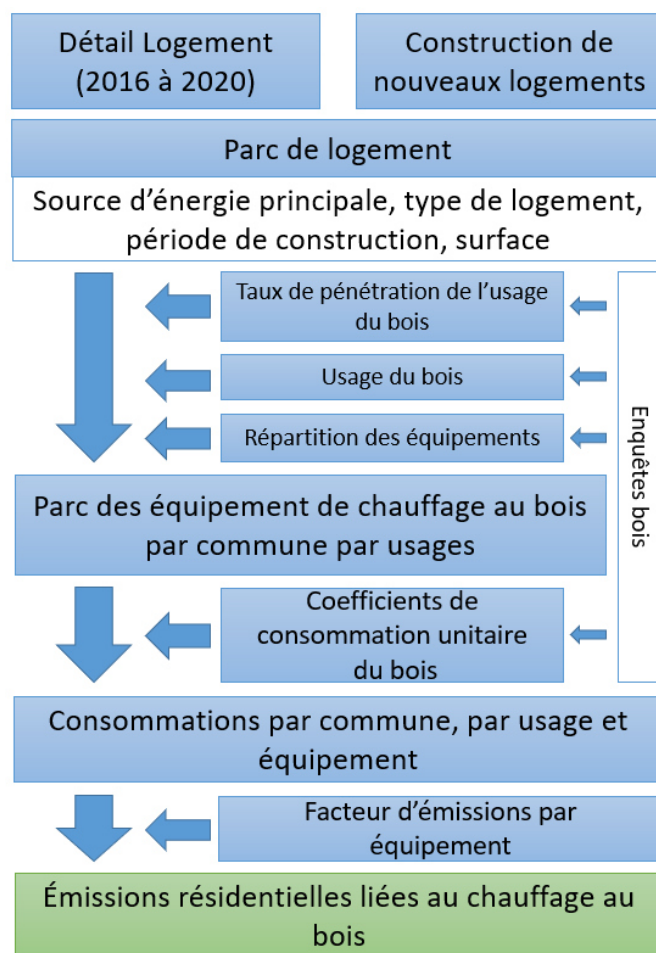 Détail Logement
(2016 à 2020)
Construction de
nouveaux logements
Parc de logement
Source d'énergie principale, type de logement,
période de construction, surface
Taux de pénétration de l'usage
du bois
Usage du bois
Répartition des équipements
Enquêtes bois
Parc des équipement de chauffage au bois
par commune par usages
Coefficients de
consommation unitaire
du bois
Consommations par commune, par usage et
équipement
Facteur d'émissions par
équipement
Émissions résidentielles liées au chauffage au
bois